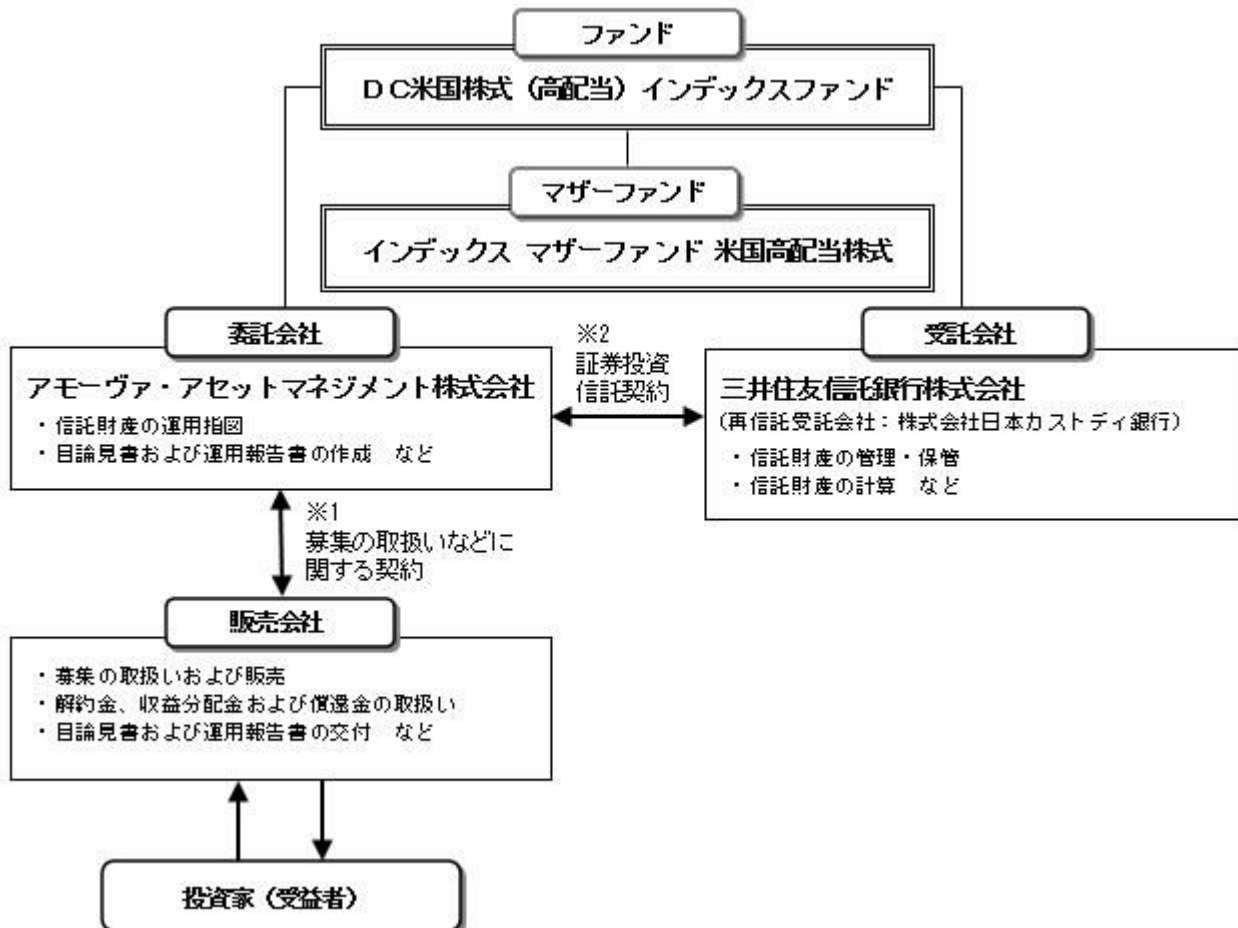 ファンド
ＤＣ米国株式（高配当）インデックスファンド
マザーファンド
インデックス マザーファンド 米国高配当株式
委託会社
アモーヴァ・アセットマネジメント株式会社
・信託財産の運用指図
・目論見書および運用報告書の作成　など
※2
証券投資
信託契約
受託会社
三井住友信託銀行株式会社
(再信託受託会社：株式会社日本カストディ銀行)
・信託財産の管理・保管
・信託財産の計算　など
※1
募集の取扱いなどに
関する契約
販売会社
・募集の取扱いおよび販売
・解約金、収益分配金および償還金の取扱い
・目論見書および運用報告書の交付　など
投資家（受益者）